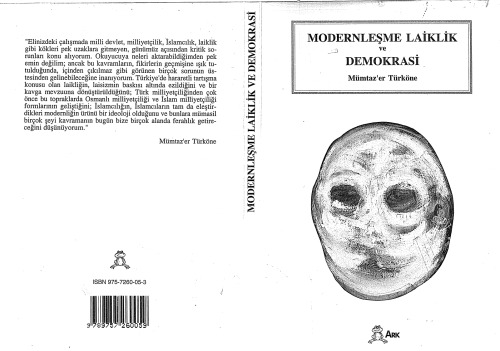 "Elinizdeki çalışmada milli devlet, milliyetçilik, İslamcılık, laiklik
gibi kökleri pek uzaklara gitmeyen, günümüz açısından kritik so-
runları konu alıyorum. Okuyucuya neleri aktarabildiğimden pek
emin değilim; ancak bu kavramların, fikirlerin geçmişine ışık tu-
tulduğunda, içinden çıkılmaz gibi görünen birçok sorunun üs-
tesinden gelinebileceğine inanıyorum. Türkiye'de hararetli tartışma
konusu olan laikliğin, laisizmin baskısı altında ezildiğini ve bir
kavga mevzuuna dönüştürüldüğünü; Türk milliyetçiliğinden çok
önce bu topraklarda Osmanlı milliyetçiliği ve İslam milliyetçiliği
formlarının geliştiğini; İslamcılığın, İslamcıların tam da eleştir-
dikleri modernliğin ürünü bir ideoloji olduğunu ve bunlara mümasil
birçok şeyi kavramanın bugün bize birçok alanda ferahlık getire-
ceğini düşünüyorum."
Mümtaz'er Türköne
ISBN 975-7260-05-3
9789757260059
MODERNLEŞME LAİKLİK VE DEMOKRASİ
MODERNLEŞME LAİKLİK
ve
DEMOKRASİ
Mümtaz'er Türköne
ARK